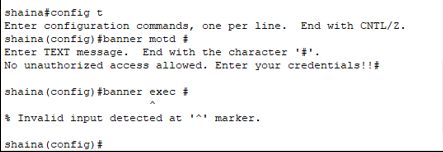 shaina#config t
Enter configuration commands, one per line.  End with CNTL/Z.
shaina(config)#banner motd #
Enter TEXT message.  End with the character '#'.
No unauthorized access allowed. Enter your credentials!!#
shaina(config)#banner exec #
^
% Invalid input detected at '^' marker.
shaina(config)#